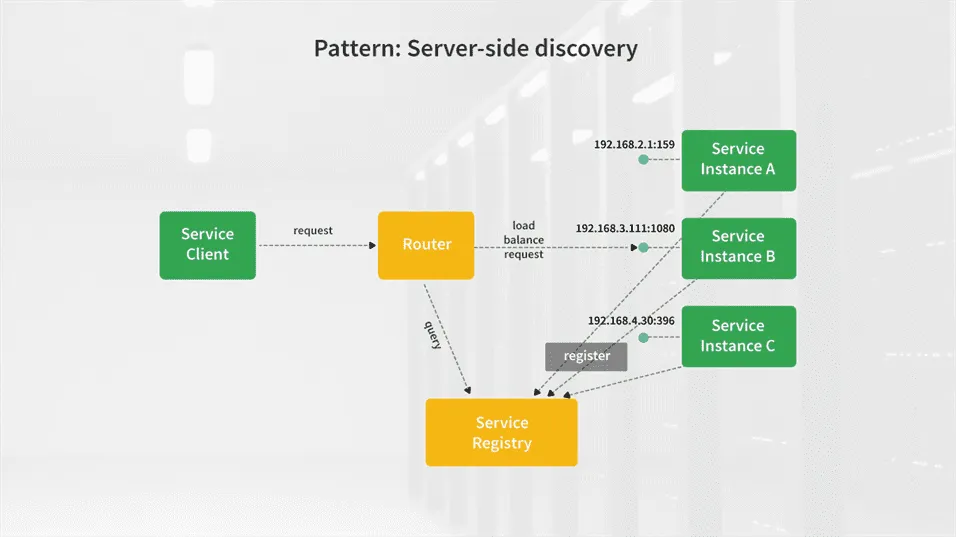 Pattern: Server-side discovery
192.168.2.1:159
Service
Instance A
Service
Client
request
Router
load
balance
request
192.168.3.111:1080
Service
Instance B
query
192.168.4.30:396
Service
Instance C
register
Service
Registry